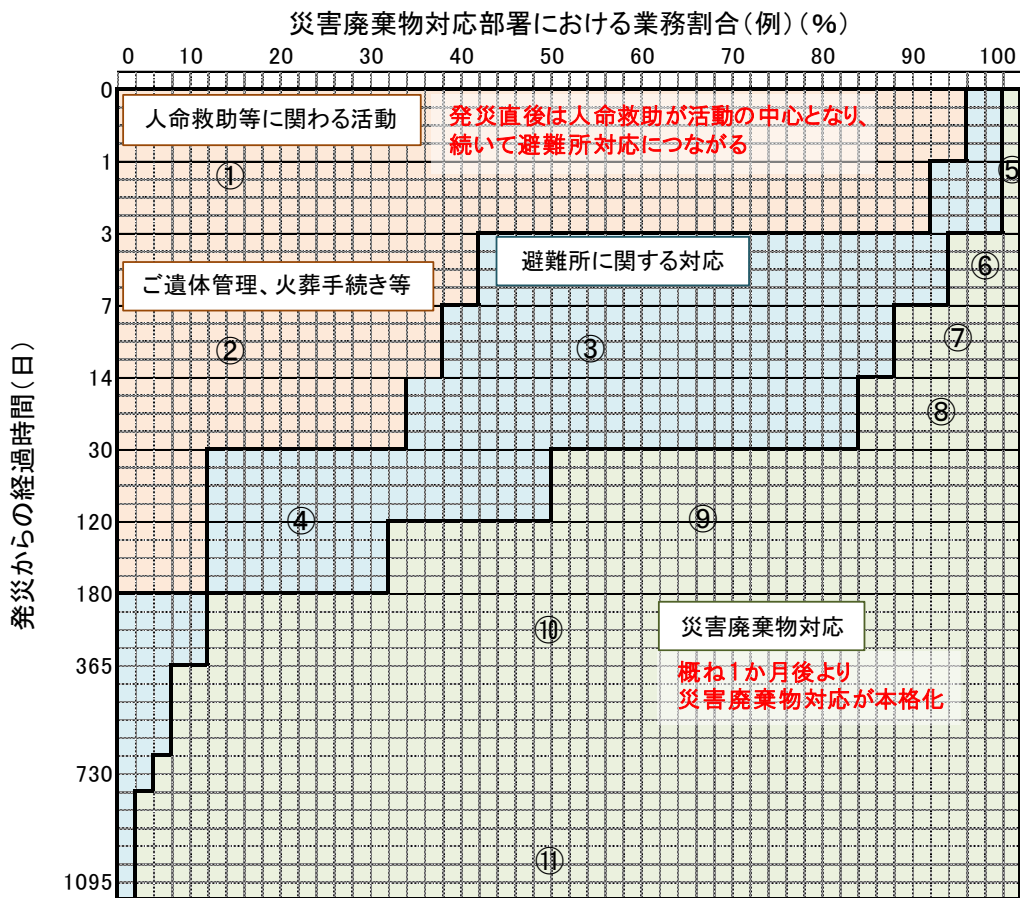 災害廃棄物対応部署における業務割合(例)(%)
0 10 20 30 40 50 60 70 80 90 100
発災からの経過時間(日)
0
人命救助等に関わる活動
発災直後は人命救助が活動の中心となり、
続いて避難所対応につながる
1
①
⑤
3
避難所に関する対応
⑥
ご遺体管理、火葬手続き等
7
②
③
⑦
14
⑧
30
120
④
⑨
180
⑩
災害廃棄物対応
365
概ね1か月後より
災害廃棄物対応が本格化
730
⑪
1095